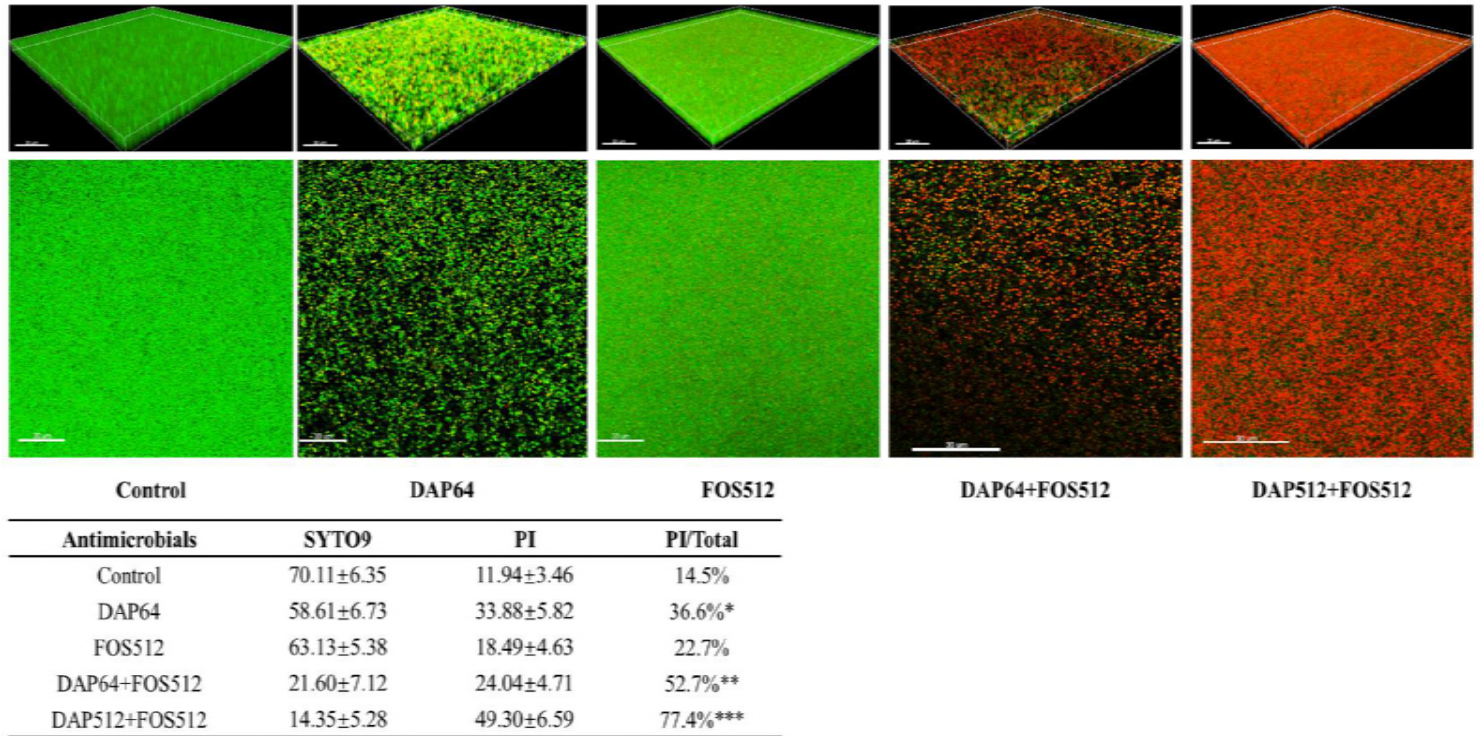 Control DAP64 FOS512 DAP64+FOS512 DAP512+FOS512
Antimicrobials SYTO9 PI PI/Total
Control 70.11±6.35 11.94±3.46 14.5%
DAP64 58.61±6.73 33.88±5.82 36.6%*
FOS512 63.13±5.38 18.49±4.63 22.7%
DAP64+FOS512 21.60±7.12 24.04±4.71 52.7%**
DAP512+FOS512 14.35±5.28 49.30±6.59 77.4%***